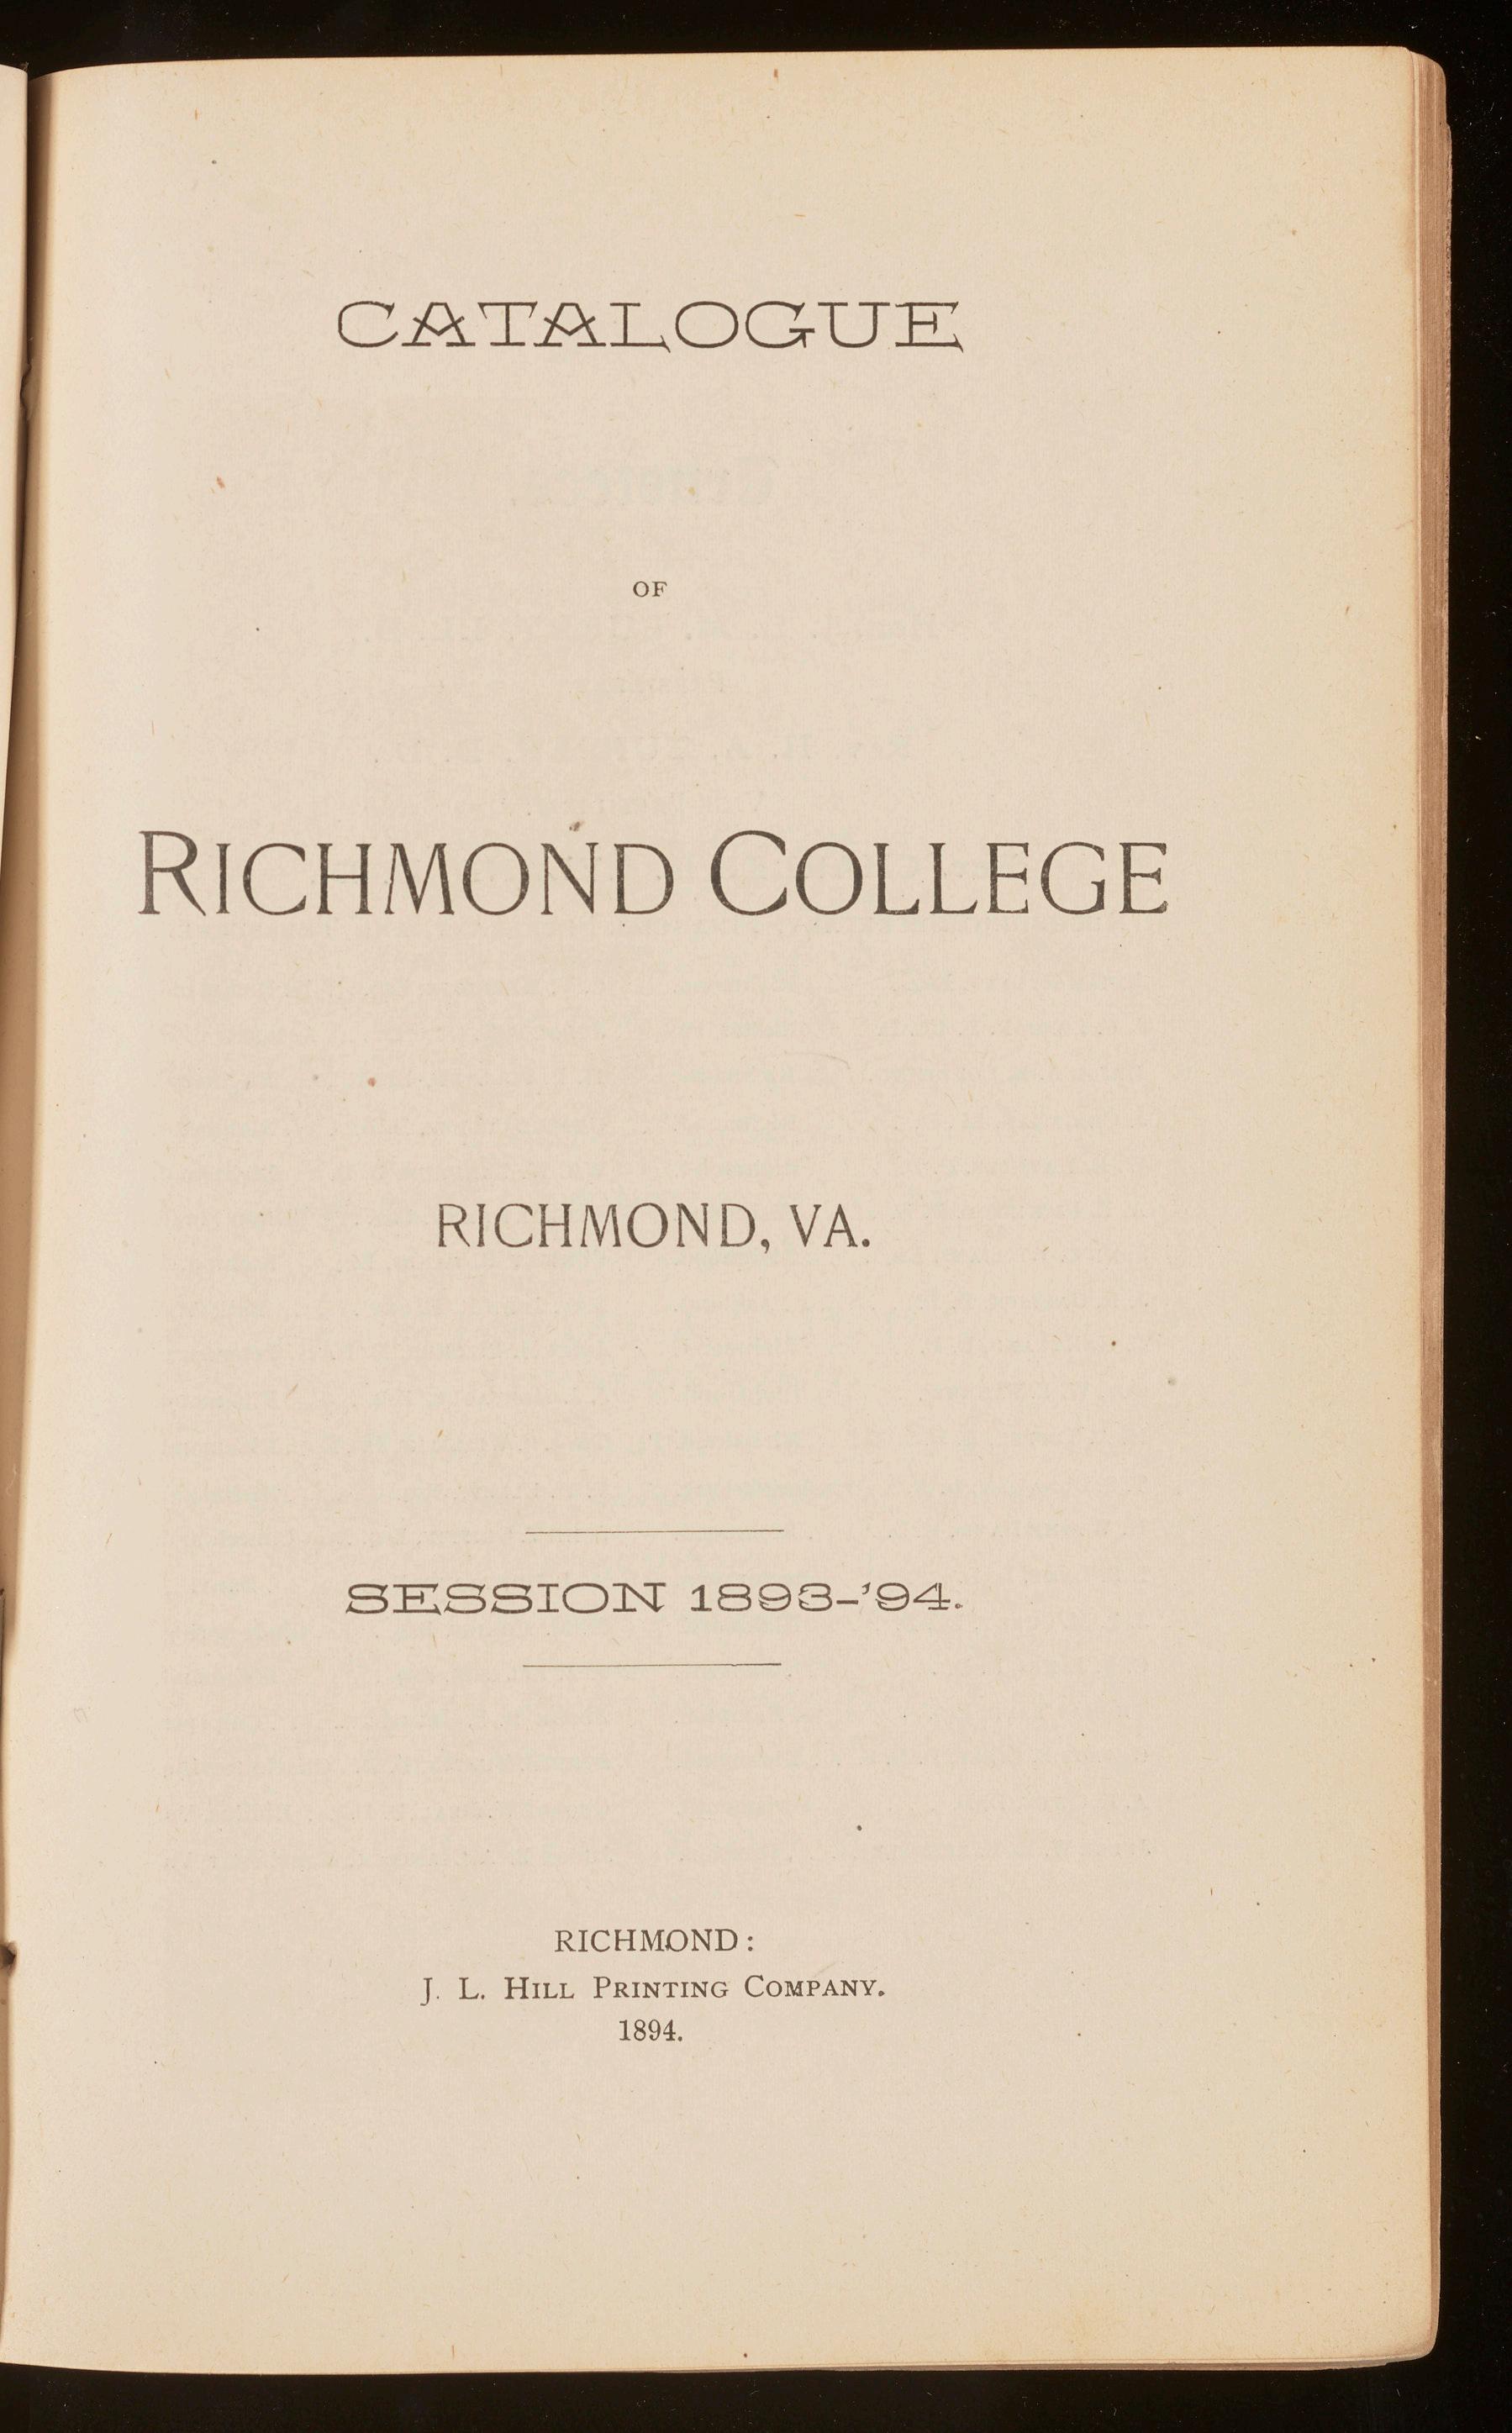 CATALOGUE
OF
RICHMOND COLLEGE
RICHMOND, VA.
SESSION 1893-'94.
RICHMOND:
J. L. HILL PRINTING COMPANY.
1894.